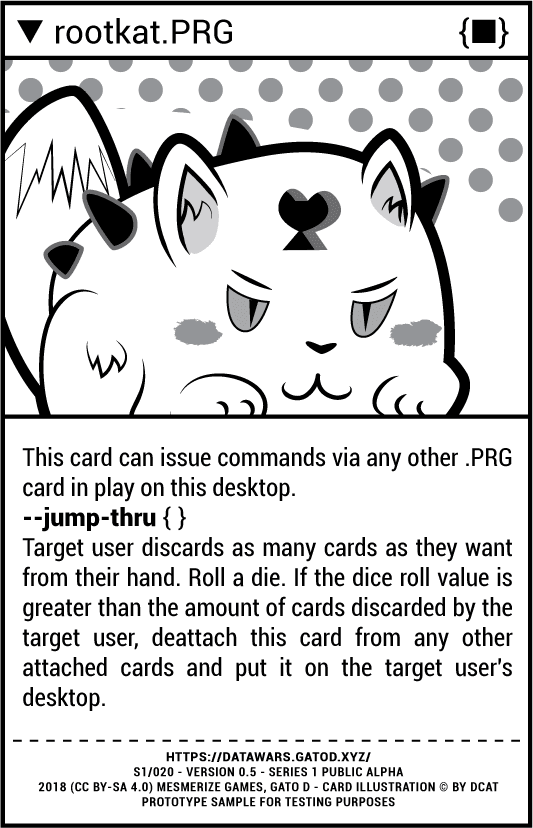 ▼ rootkat.PRG {■}
This card can issue commands via any other .PRG
card in play on this desktop.
--jump-thru { }
Target user discards as many cards as they want
from their hand. Roll a die. If the dice roll value is
greater than the amount of cards discarded by the
target user, deattach this card from any other
attached cards and put it on the target user's
desktop.
HTTPS://DATAWARS.GATOD.XYZ/
S1/020 - VERSION 0.5 - SERIES 1 PUBLIC ALPHA
2018 (CC BY-SA 4.0) MESMERIZE GAMES, GATO D - CARD ILLUSTRATION © BY DCAT
PROTOTYPE SAMPLE FOR TESTING PURPOSES